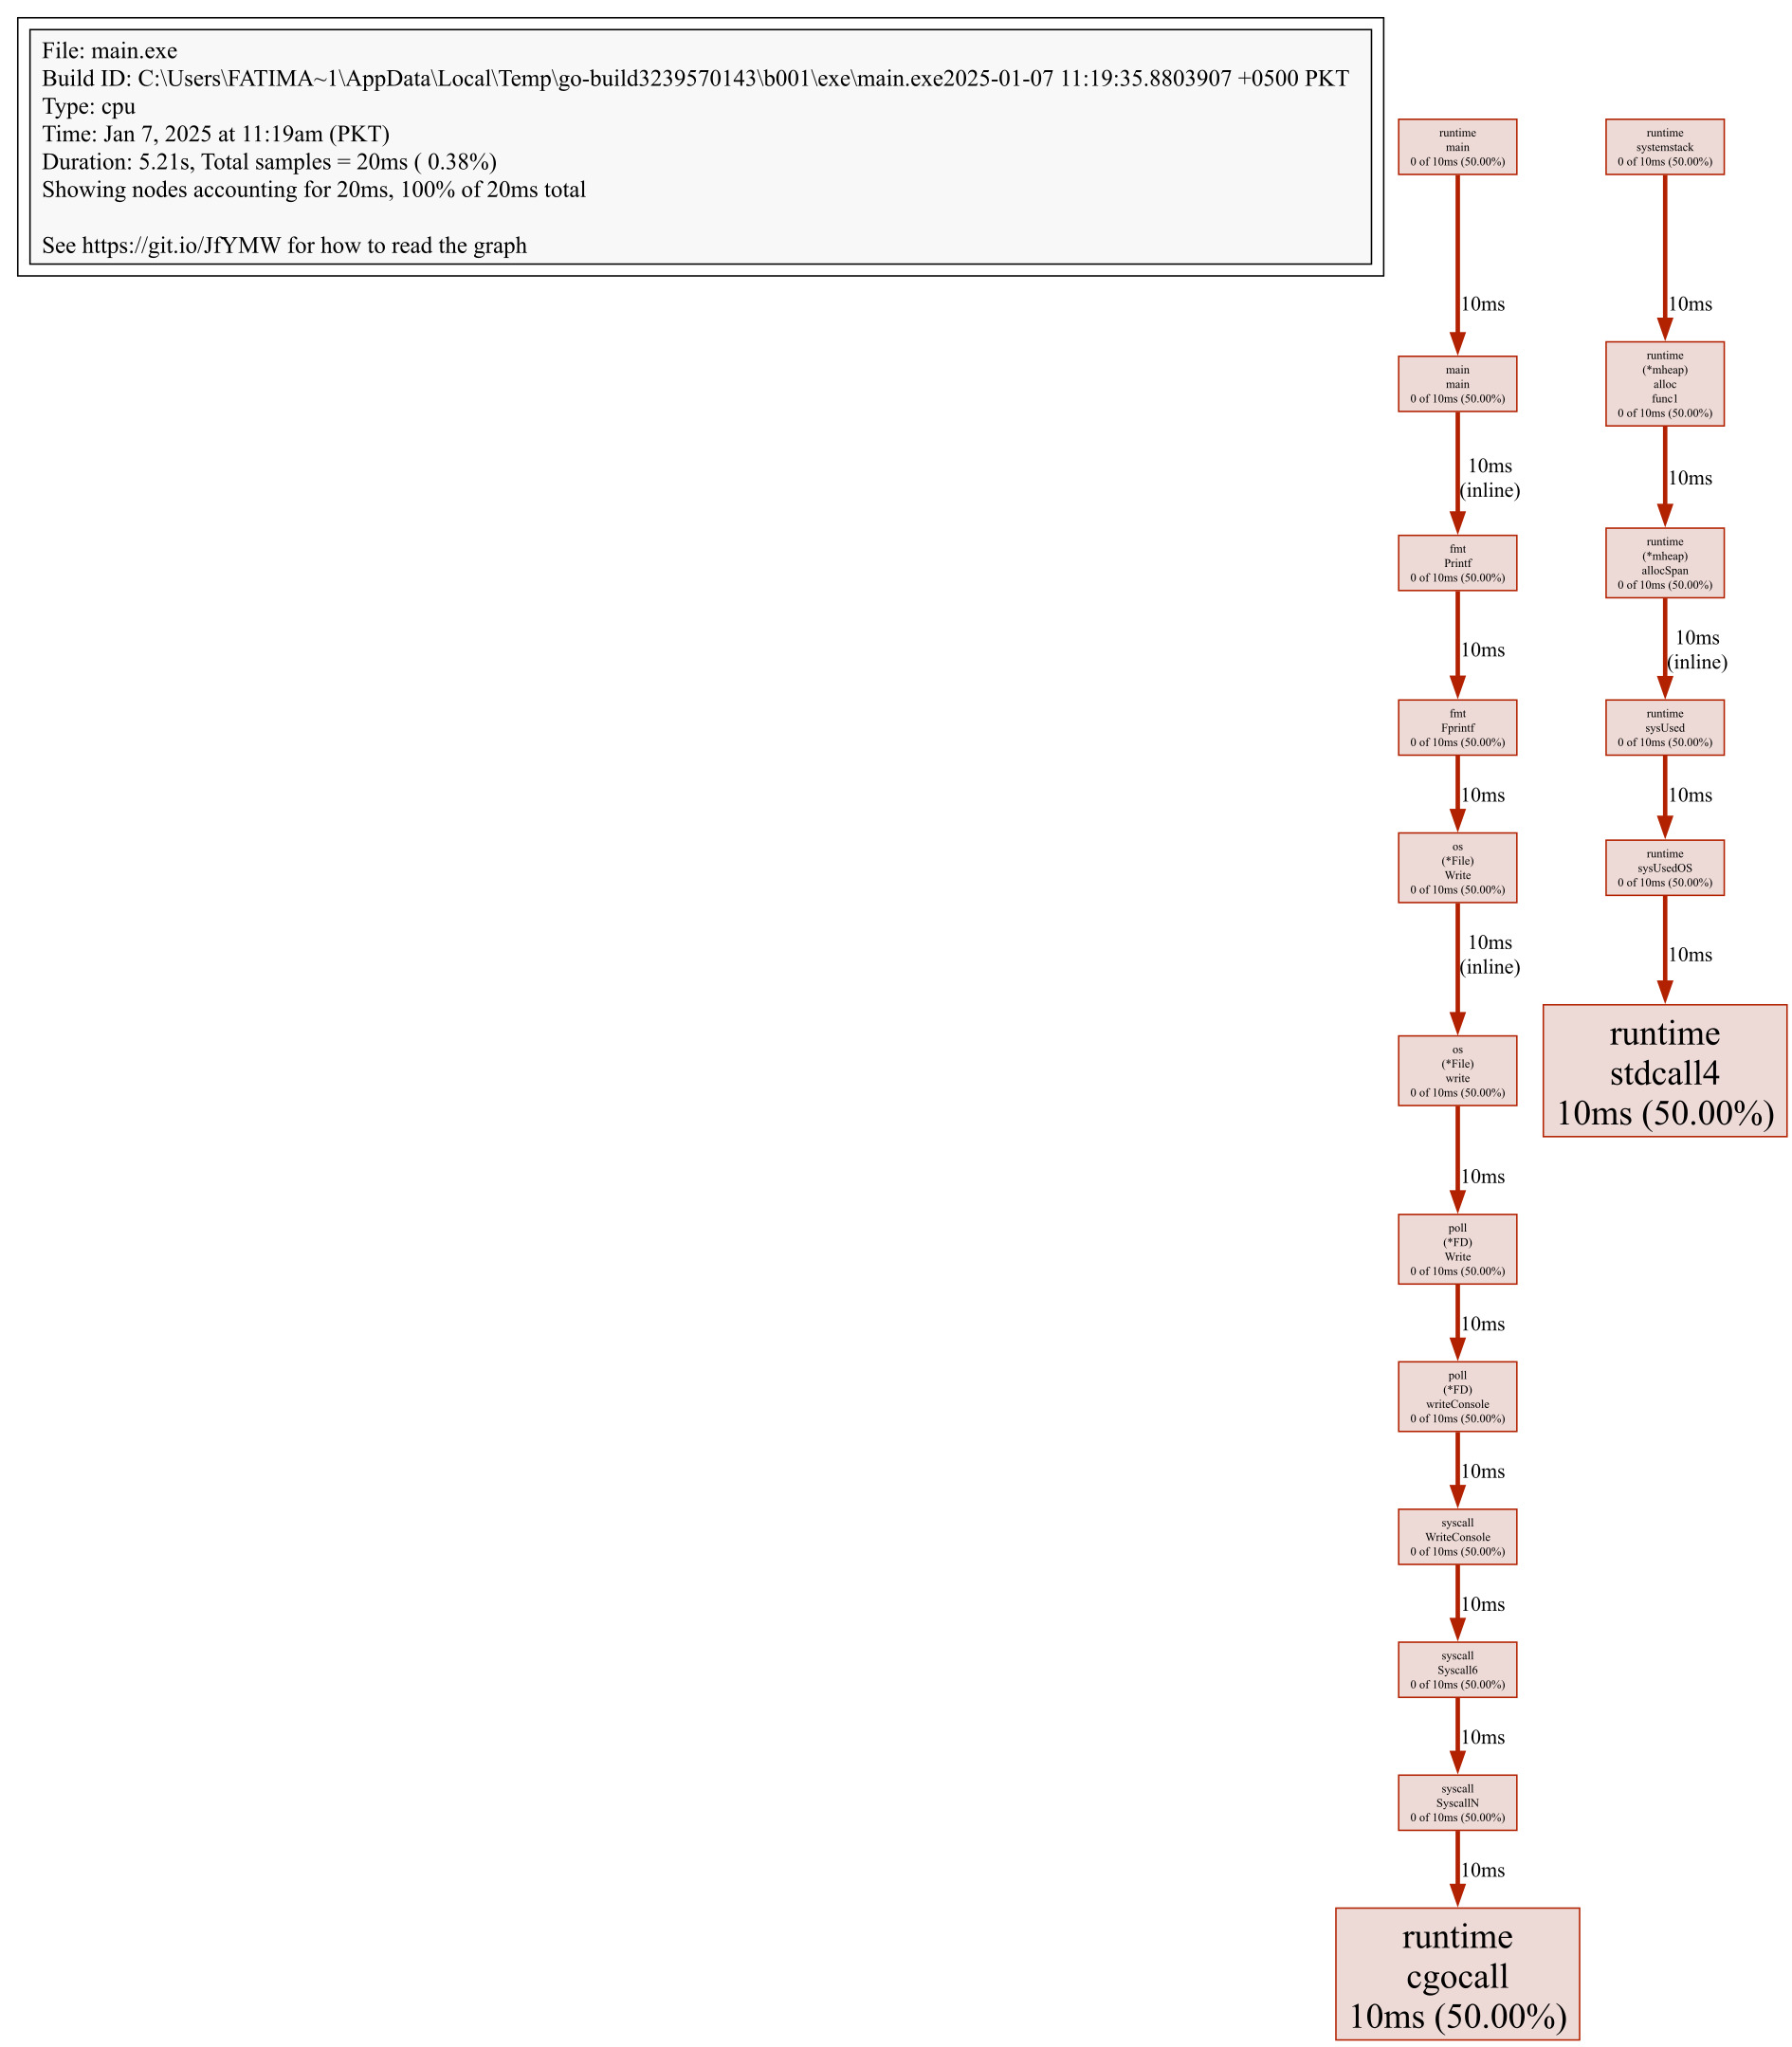 File: main.exe
Build ID: C:\Users\FATIMA~1\AppData\Local\Temp\go-build3239570143\b001\exe\main.exe2025-01-07 11:19:35.8803907 +0500 PKT
Type: cpu
Time: Jan 7, 2025 at 11:19am (PKT)
Duration: 5.21s, Total samples = 20ms ( 0.38%)
Showing nodes accounting for 20ms, 100% of 20ms total
See https://git.io/JfYMW for how to read the graph
runtime
main
0 of 10ms (50.00%)
10ms
main
main
0 of 10ms (50.00%)
10ms
(inline)
fmt
Printf
0 of 10ms (50.00%)
10ms
fmt
Fprintf
0 of 10ms (50.00%)
10ms
os
(*File)
Write
0 of 10ms (50.00%)
10ms
(inline)
os
(*File)
write
0 of 10ms (50.00%)
10ms
poll
(*FD)
Write
0 of 10ms (50.00%)
10ms
poll
(*FD)
writeConsole
0 of 10ms (50.00%)
10ms
syscall
WriteConsole
0 of 10ms (50.00%)
10ms
syscall
Syscall6
0 of 10ms (50.00%)
10ms
syscall
SyscallN
0 of 10ms (50.00%)
10ms
runtime
cgocall
10ms (50.00%)
runtime
systemstack
0 of 10ms (50.00%)
10ms
runtime
(*mheap)
alloc
func1
0 of 10ms (50.00%)
10ms
runtime
(*mheap)
allocSpan
0 of 10ms (50.00%)
10ms
(inline)
runtime
sysUsed
0 of 10ms (50.00%)
10ms
runtime
sysUsedOS
0 of 10ms (50.00%)
10ms
runtime
stdcall4
10ms (50.00%)